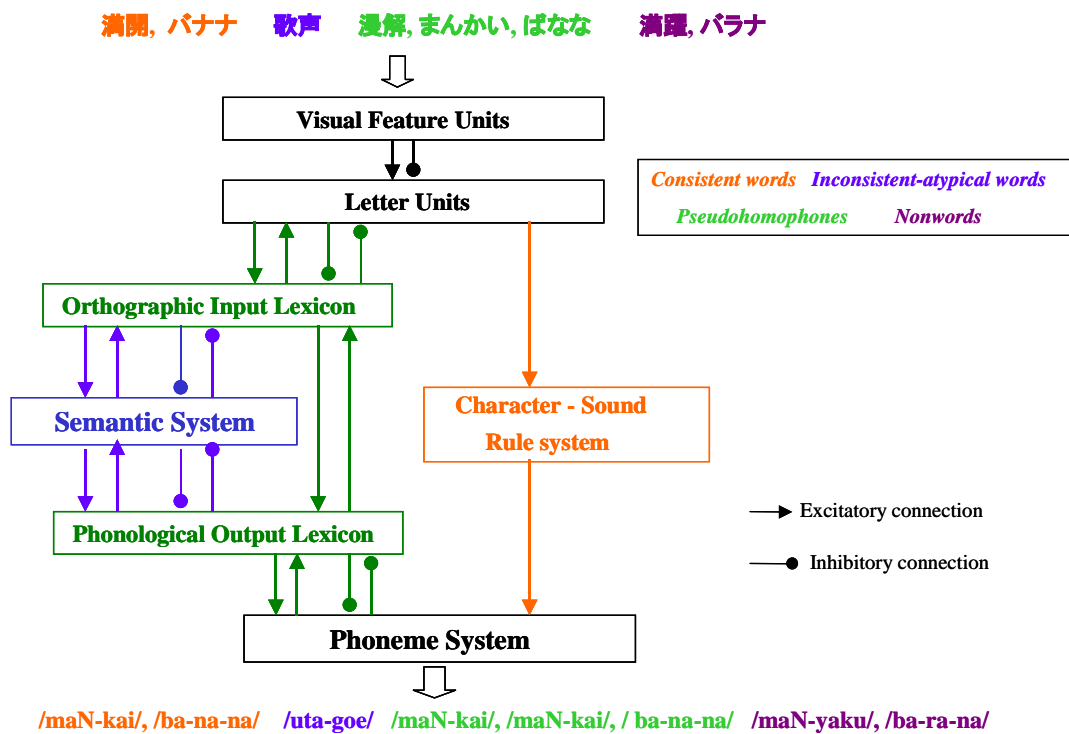 満開, バナナ 歌声 漫解, まんかい, ばなな 満躍, バラナ
Visual Feature Units
Consistent words Inconsistent-atypical words
Letter Units
Pseudohomophones Nonwords
Orthographic Input Lexicon
Character - Sound
Semantic System
Rule system
Excitatory connection
Phonological Output Lexicon
Inhibitory connection
Phoneme System
/maN-kai/, /ba-na-na/ /uta-goe/ /maN-kai/, /maN-kai/, / ba-na-na/ /maN-yaku/, /ba-ra-na/